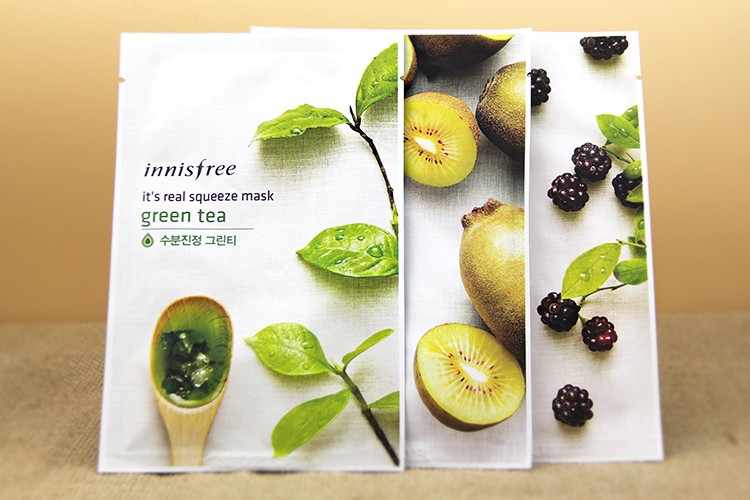 innisfree
it's real squeeze mask
green tea
수분진정 그린티